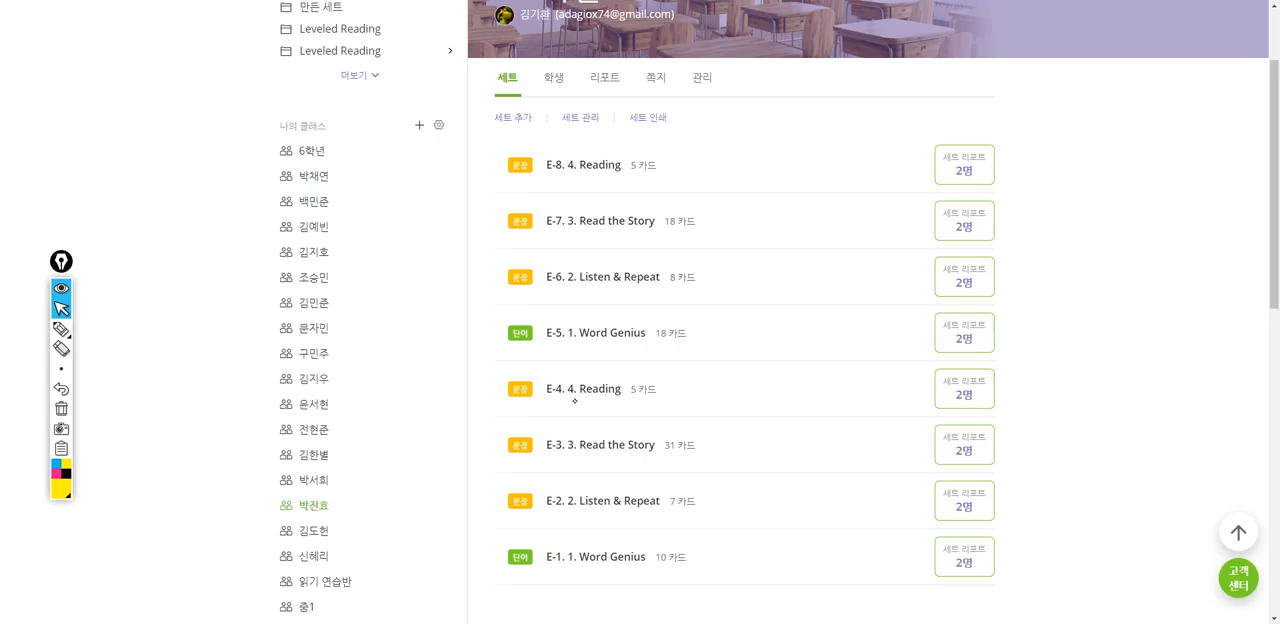 만든 세트
Leveled Reading
Leveled Reading
더보기
나의 클래스
6학년
박채연
백민준
김예빈
김지호
조승민
김민준
문자민
구민주
김지우
윤서현
전현준
김한별
박서희
박진효
김도헌
신혜리
읽기 연습반
중1
김기환 (adagiox74@gmail.com)
세트 학생 리포트 쪽지 관리
세트 추가 세트 관리 세트 인쇄
문장 E-8. 4. Reading 5 카드 세트 리포트 2명
문장 E-7. 3. Read the Story 18 카드 세트 리포트 2명
문장 E-6. 2. Listen & Repeat 8 카드 세트 리포트 2명
단어 E-5. 1. Word Genius 18 카드 세트 리포트 2명
문장 E-4. 4. Reading 5 카드 세트 리포트 2명
문장 E-3. 3. Read the Story 31 카드 세트 리포트 2명
문장 E-2. 2. Listen & Repeat 7 카드 세트 리포트 2명
단어 E-1. 1. Word Genius 10 카드 세트 리포트 2명
고객
센터